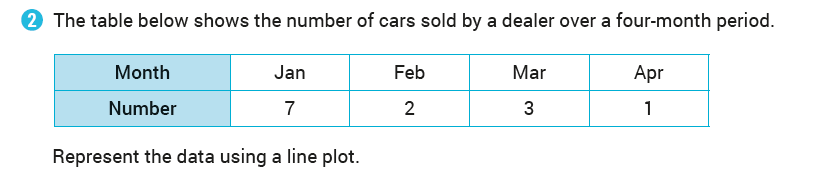 2 The table below shows the number of cars sold by a dealer over a four-month period.
Month Jan Feb Mar Apr
Number 7 2 3 1
Represent the data using a line plot.